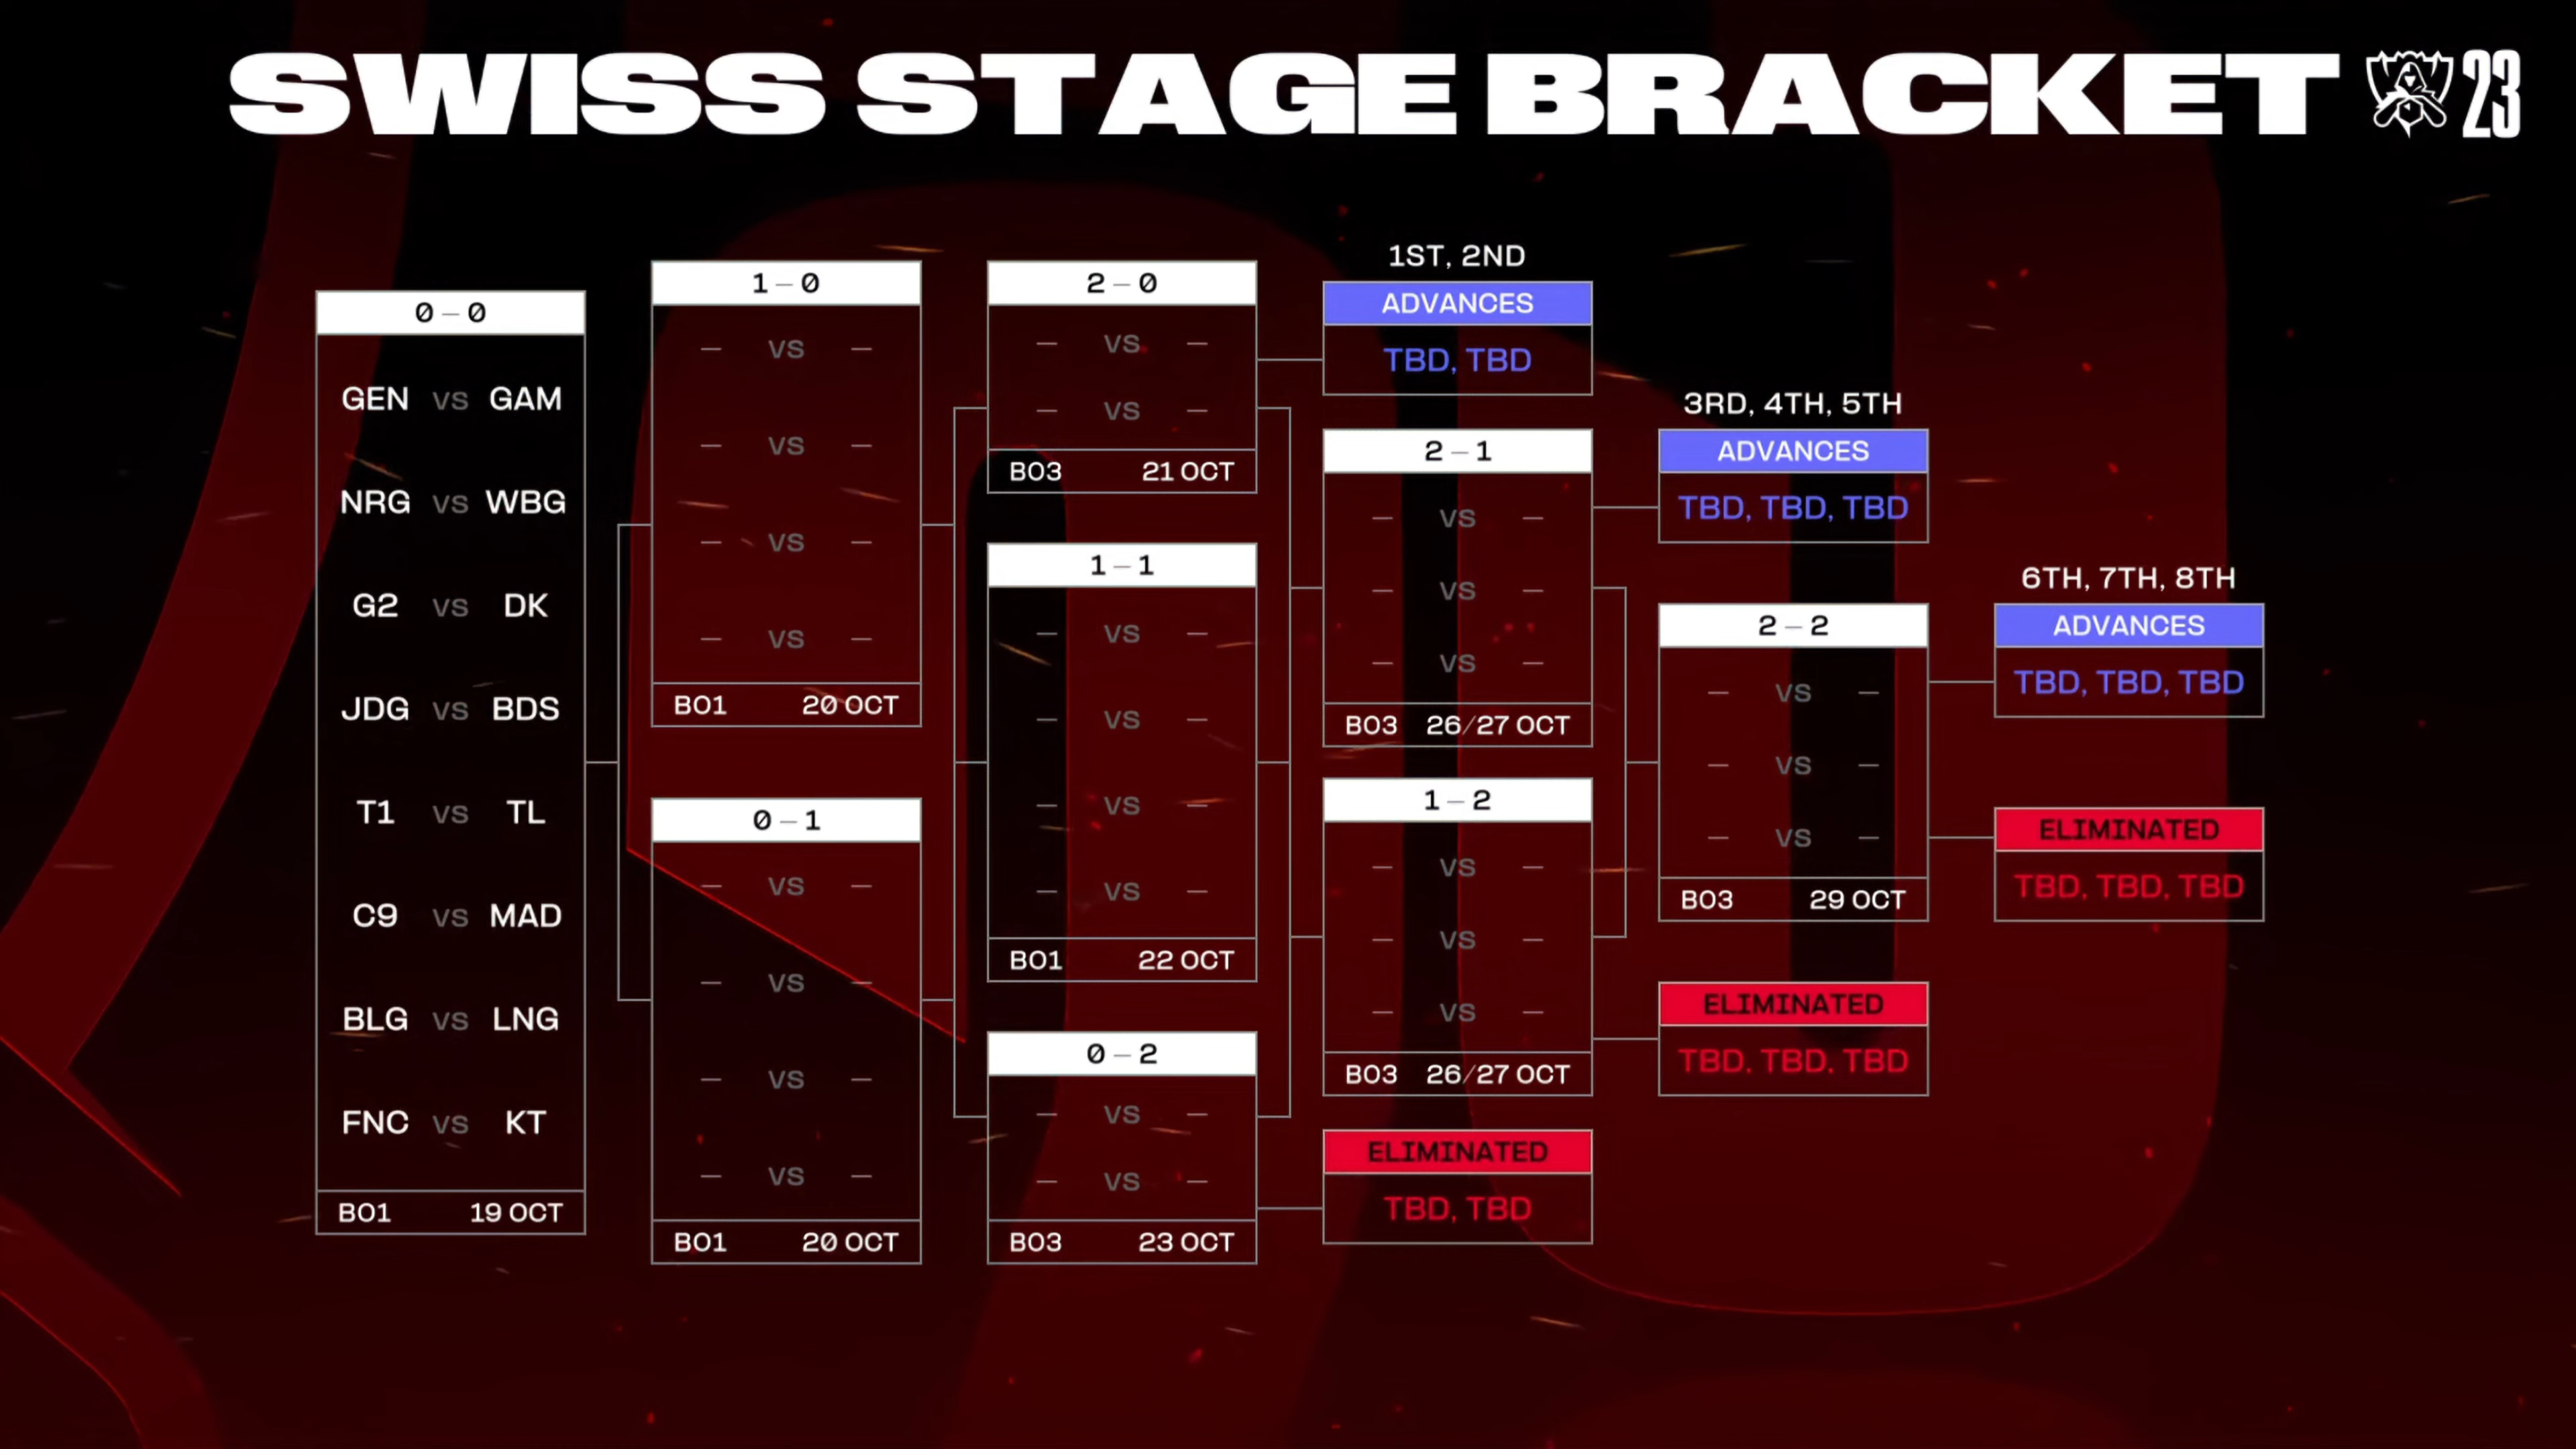 SWISS STAGE BRACKET 23
0 – 0
GEN VS GAM
NRG VS WBG
G2 VS DK
JDG VS BDS
T1 VS TL
C9 VS MAD
BLG VS LNG
FNC VS KT
BO1 19 OCT
1 – 0
– VS –
– VS –
– VS –
– VS –
BO1 20 OCT
0 – 1
– VS –
– VS –
– VS –
– VS –
BO1 20 OCT
2 – 0
– VS –
– VS –
BO3 21 OCT
1 – 1
– VS –
– VS –
– VS –
– VS –
BO1 22 OCT
0 – 2
– VS –
– VS –
BO3 23 OCT
1ST, 2ND
ADVANCES
TBD, TBD
2 – 1
– VS –
– VS –
– VS –
BO3 26/27 OCT
1 – 2
– VS –
– VS –
– VS –
BO3 26/27 OCT
ELIMINATED
TBD, TBD
3RD, 4TH, 5TH
ADVANCES
TBD, TBD, TBD
2 – 2
– VS –
– VS –
– VS –
BO3 29 OCT
ELIMINATED
TBD, TBD, TBD
6TH, 7TH, 8TH
ADVANCES
TBD, TBD, TBD
ELIMINATED
TBD, TBD, TBD